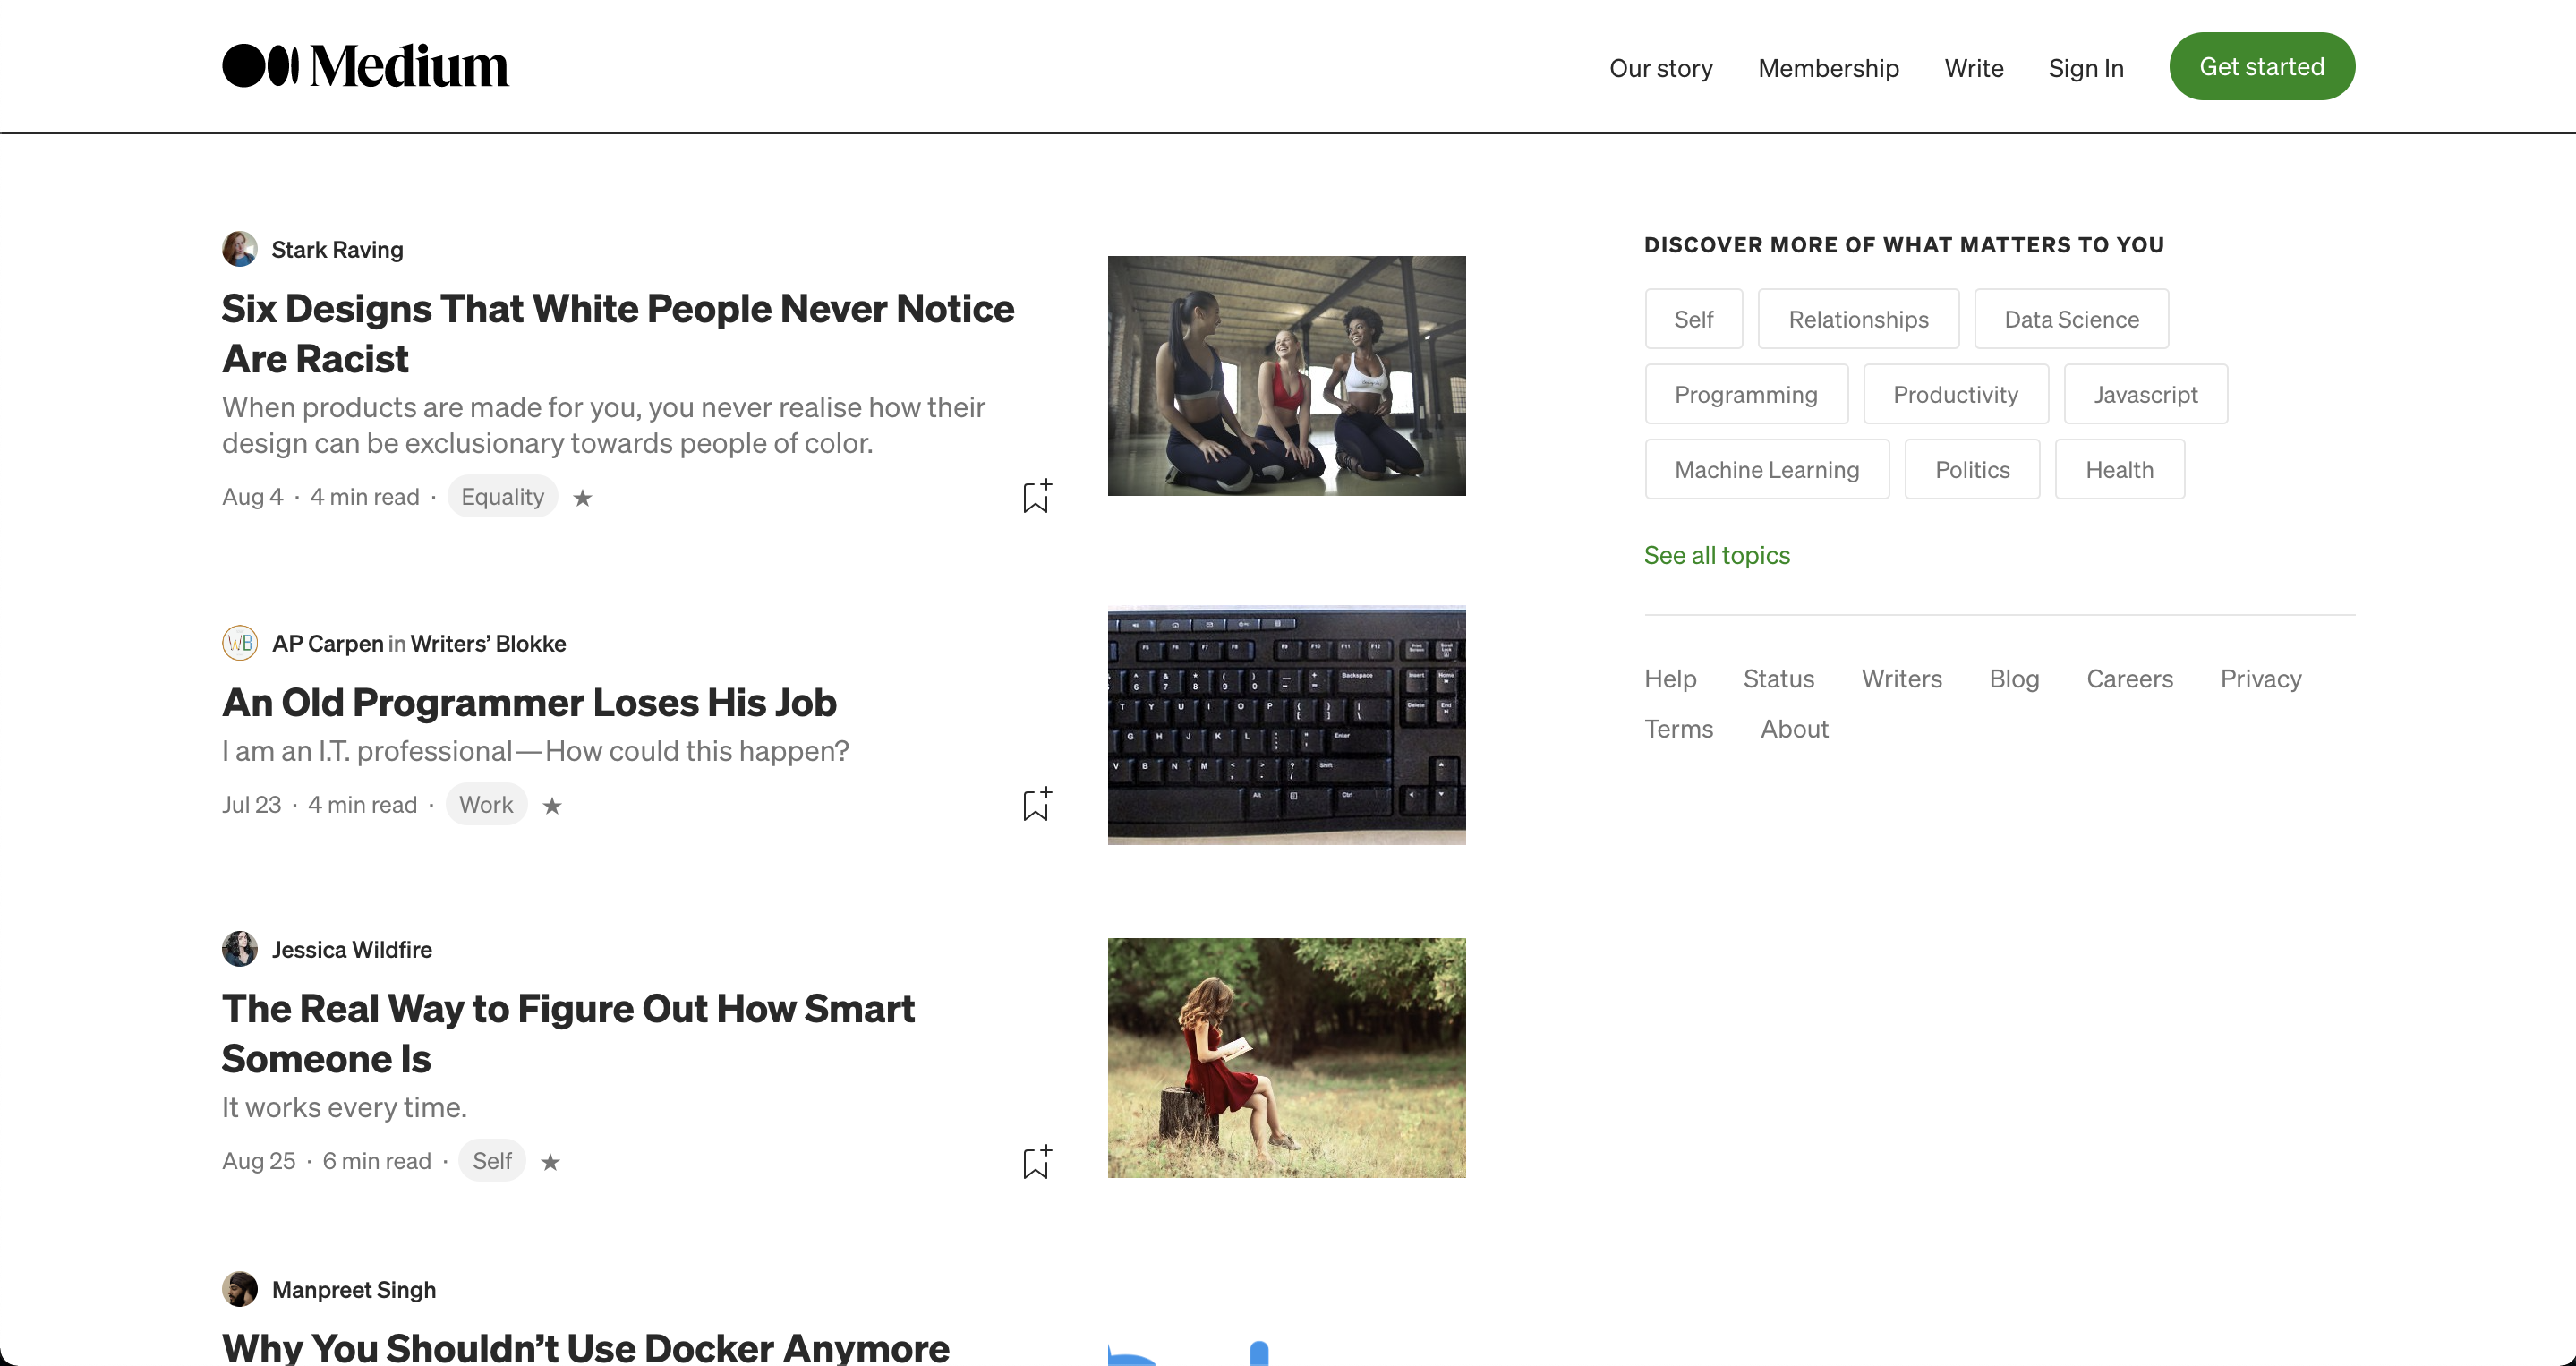 Medium
Our story
Membership
Write
Sign In
Get started
Stark Raving
Six Designs That White People Never Notice
Are Racist
When products are made for you, you never realise how their
design can be exclusionary towards people of color.
Aug 4 · 4 min read · Equality ★
AP Carpen in Writers’ Blokke
An Old Programmer Loses His Job
I am an I.T. professional — How could this happen?
Jul 23 · 4 min read · Work ★
Jessica Wildfire
The Real Way to Figure Out How Smart
Someone Is
It works every time.
Aug 25 · 6 min read · Self ★
Manpreet Singh
Why You Shouldn’t Use Docker Anymore
DISCOVER MORE OF WHAT MATTERS TO YOU
Self
Relationships
Data Science
Programming
Productivity
Javascript
Machine Learning
Politics
Health
See all topics
Help
Status
Writers
Blog
Careers
Privacy
Terms
About